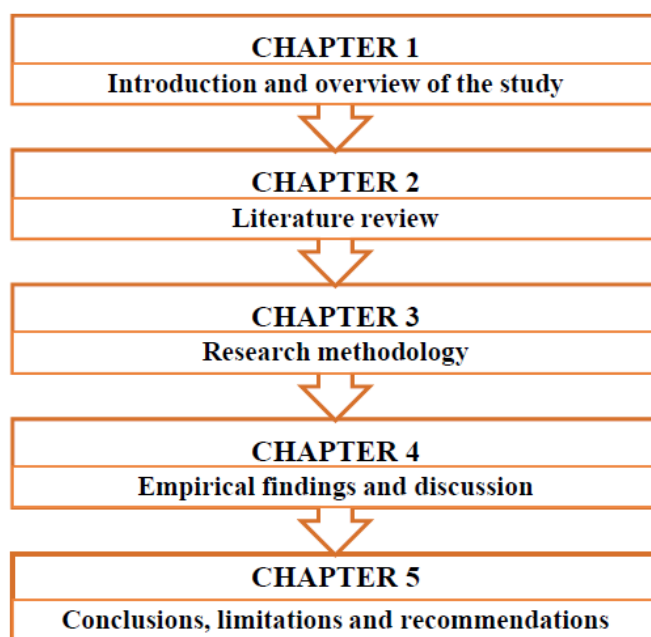 CHAPTER 1
Introduction and overview of the study
CHAPTER 2
Literature review
CHAPTER 3
Research methodology
CHAPTER 4
Empirical findings and discussion
CHAPTER 5
Conclusions, limitations and recommendations